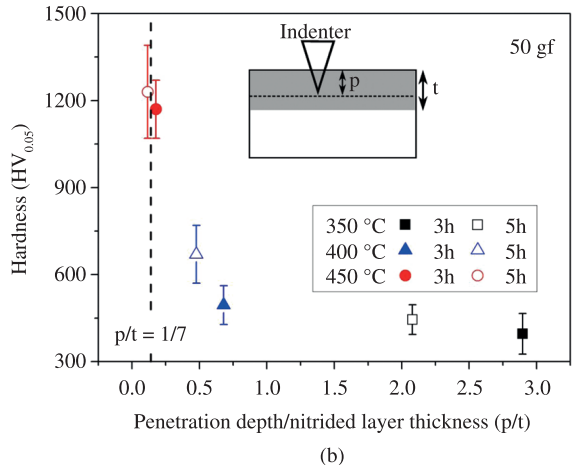 1500
1200
900
600
300
Hardness (HV0.05)
Indenter
p
t
50 gf
350 °C ■ 3h □ 5h
400 °C ▲ 3h △ 5h
450 °C ● 3h ○ 5h
p/t = 1/7
0.0 0.5 1.0 1.5 2.0 2.5 3.0
Penetration depth/nitrided layer thickness (p/t)
(b)